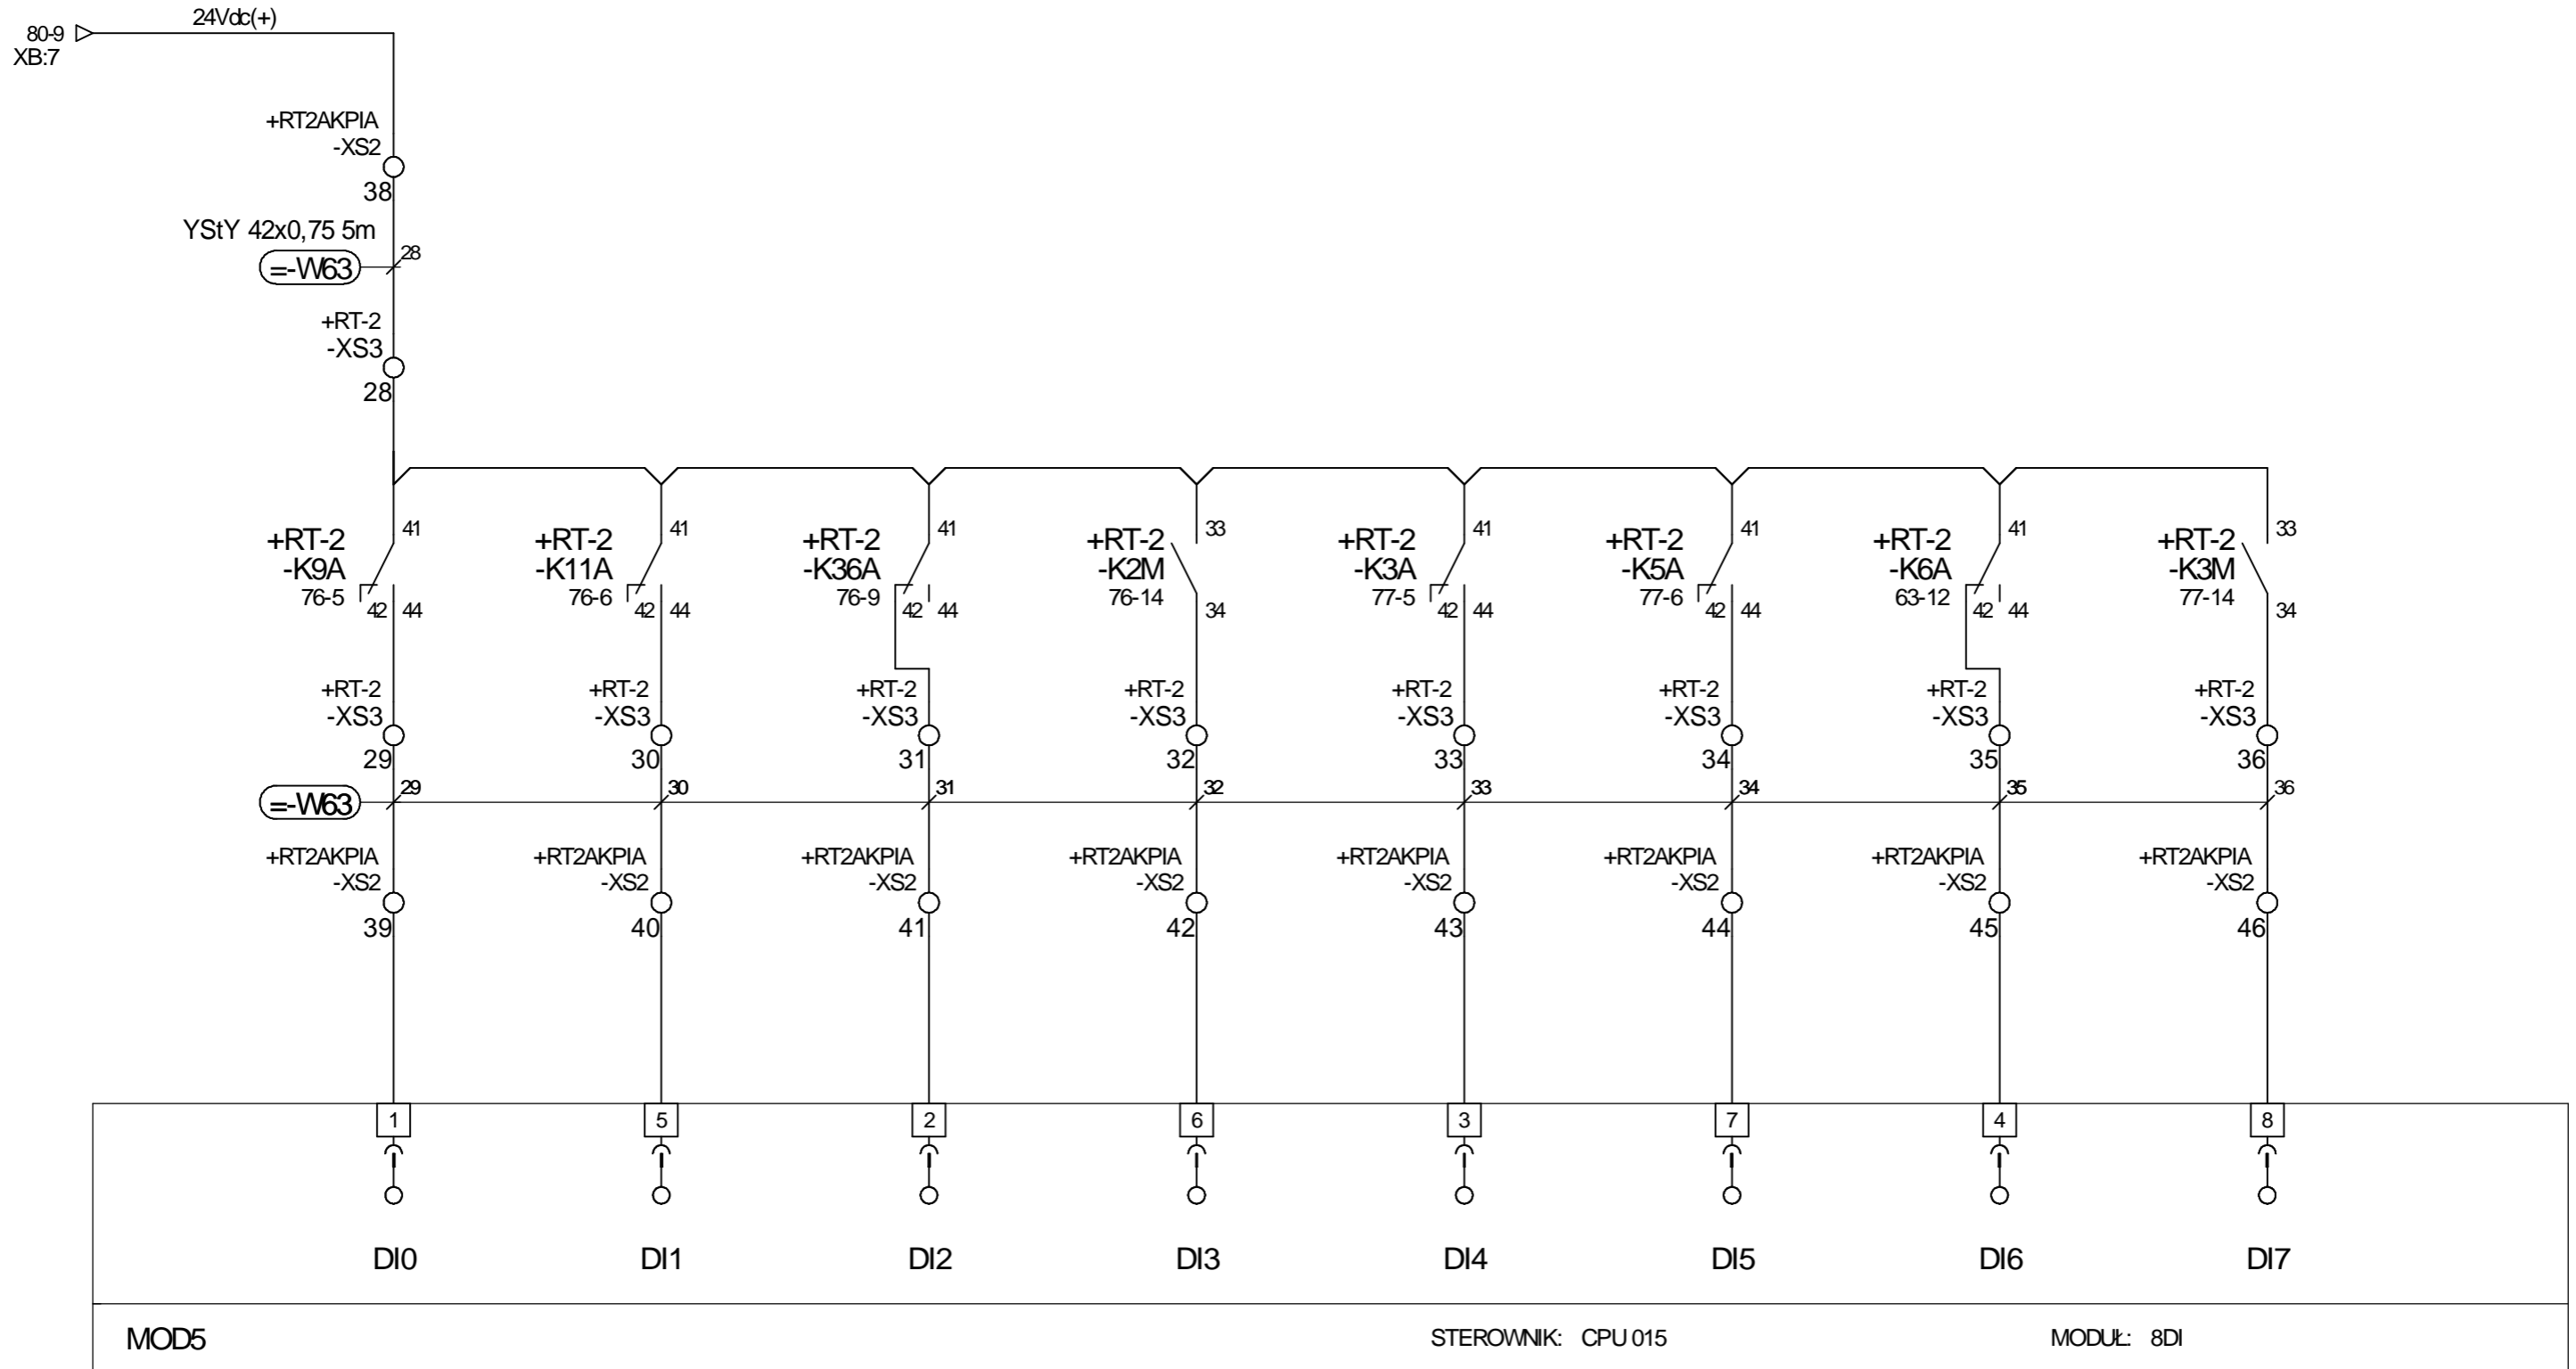 24Vdc(+)
80-9
XB:7
+RT2AKPIA
-XS2
38
YStY 42x0,75 5m
28
=-W63
+RT-2
-XS3
28
41 41 41 33 41 41 41 33
+RT-2 +RT-2 +RT-2 +RT-2 +RT-2 +RT-2 +RT-2 +RT-2
-K9A -K11A -K36A -K2M -K3A -K5A -K6A -K3M
76-5 76-6 76-9 76-14 77-5 77-6 63-12 77-14
42 44 42 44 42 44 34 42 44 42 44 42 44 34
+RT-2 +RT-2 +RT-2 +RT-2 +RT-2 +RT-2 +RT-2 +RT-2
-XS3 -XS3 -XS3 -XS3 -XS3 -XS3 -XS3 -XS3
29 30 31 32 33 34 35 36
29 30 31 32 33 34 35 36
=-W63
+RT2AKPIA +RT2AKPIA +RT2AKPIA +RT2AKPIA +RT2AKPIA +RT2AKPIA +RT2AKPIA +RT2AKPIA
-XS2 -XS2 -XS2 -XS2 -XS2 -XS2 -XS2 -XS2
39 40 41 42 43 44 45 46
1 5 2 6 3 7 4 8
DI0 DI1 DI2 DI3 DI4 DI5 DI6 DI7
MOD5 STEROWNIK: CPU 015 MODUŁ: 8DI